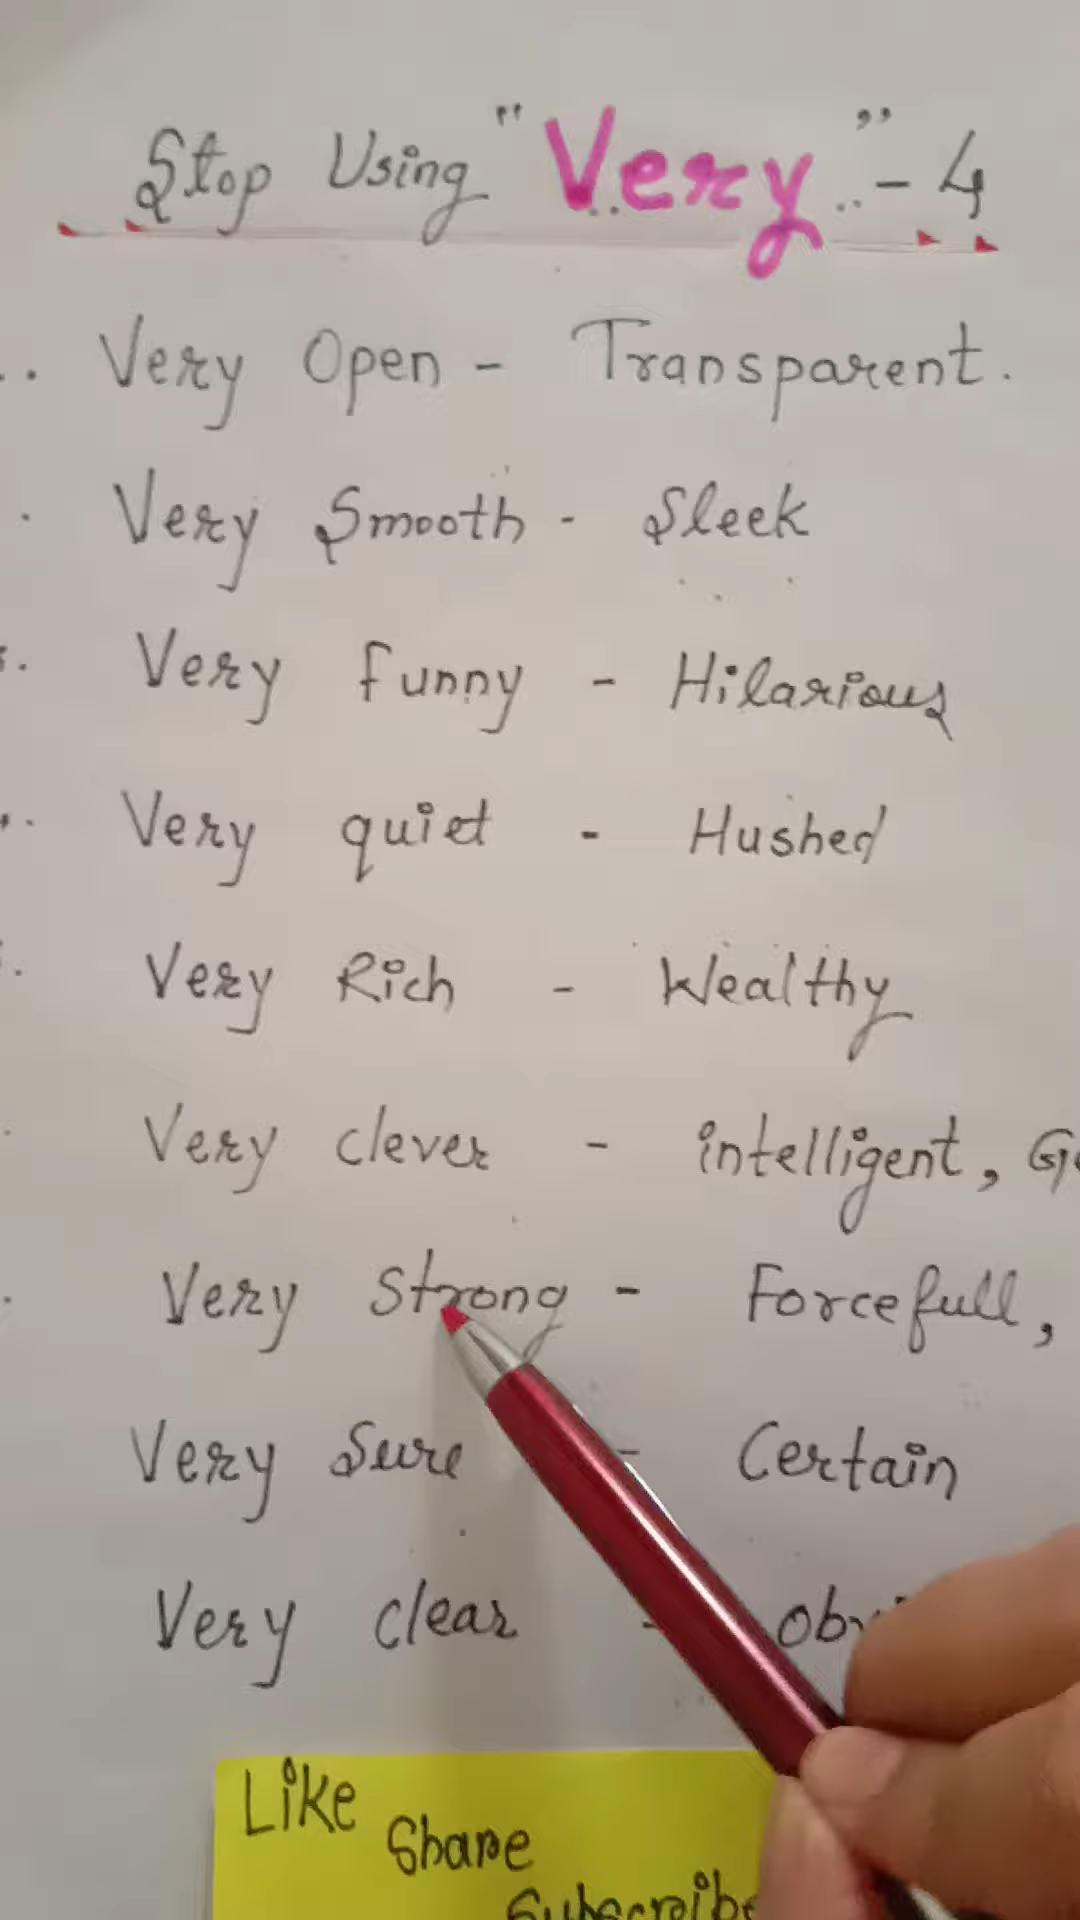 Stop Using "Very" - 4
Very Open - Transparent.
Very Smooth - Sleek
Very funny - Hilarious
Very quiet - Hushed
Very Rich - Wealthy
Very clever - intelligent,
Very Strong - Forcefull,
Very Sure - Certain
Very clear -
Like
Share
Subscribe